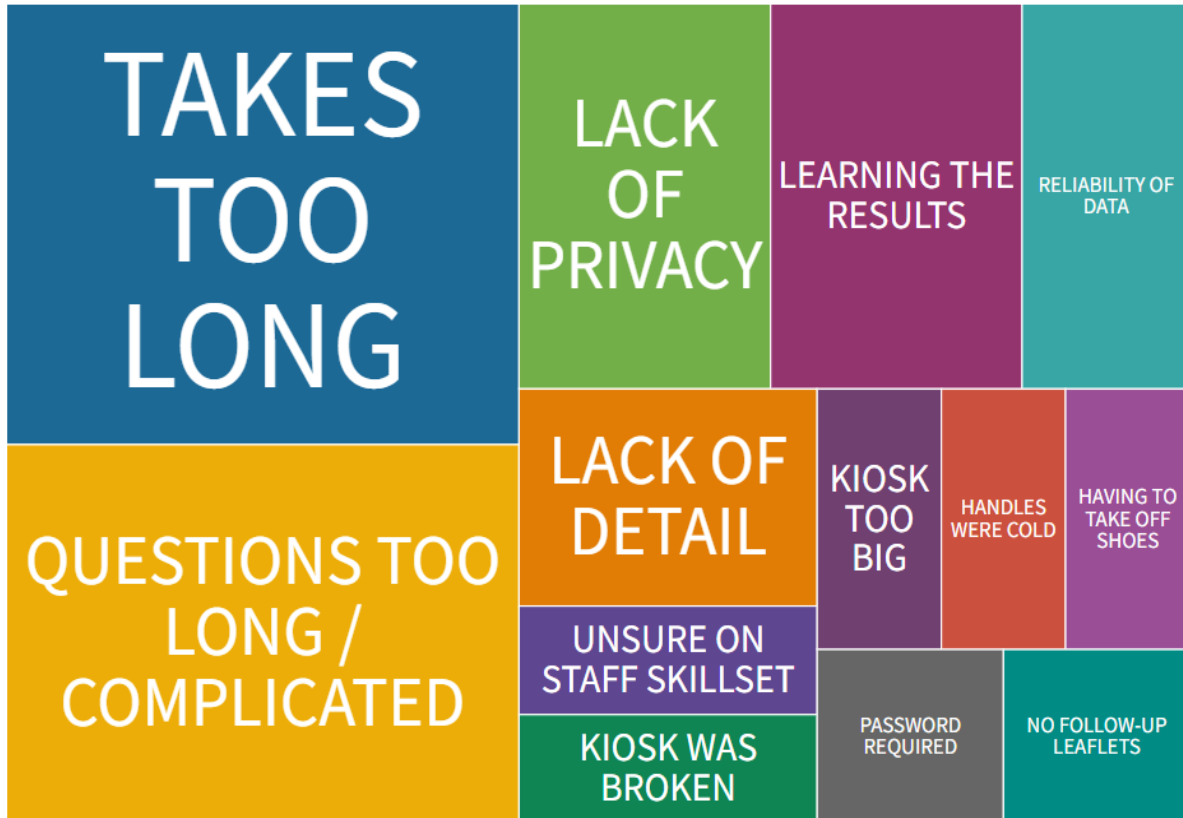 TAKES
TOO
LONG
QUESTIONS TOO
LONG /
COMPLICATED
LACK
OF
PRIVACY
LEARNING THE
RESULTS
RELIABILITY OF
DATA
LACK OF
DETAIL
UNSURE ON
STAFF SKILLSET
KIOSK WAS
BROKEN
KIOSK
TOO
BIG
HANDLES
WERE COLD
HAVING TO
TAKE OFF
SHOES
PASSWORD
REQUIRED
NO FOLLOW-UP
LEAFLETS